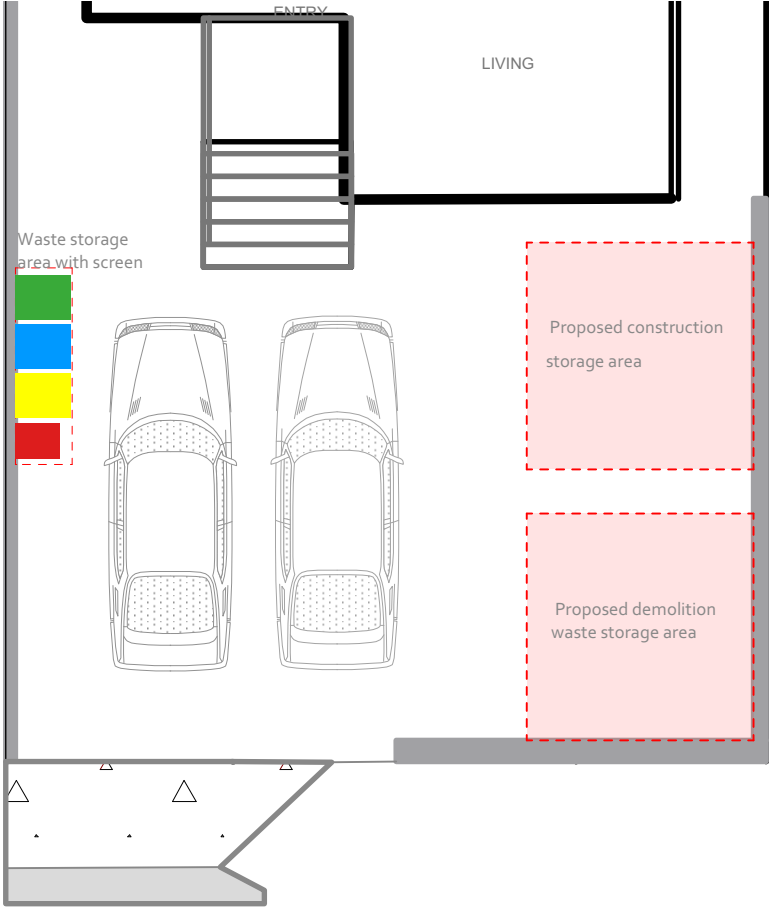 ENTRY
LIVING
Waste storage
area with screen
Proposed construction
storage area
Proposed demolition
waste storage area